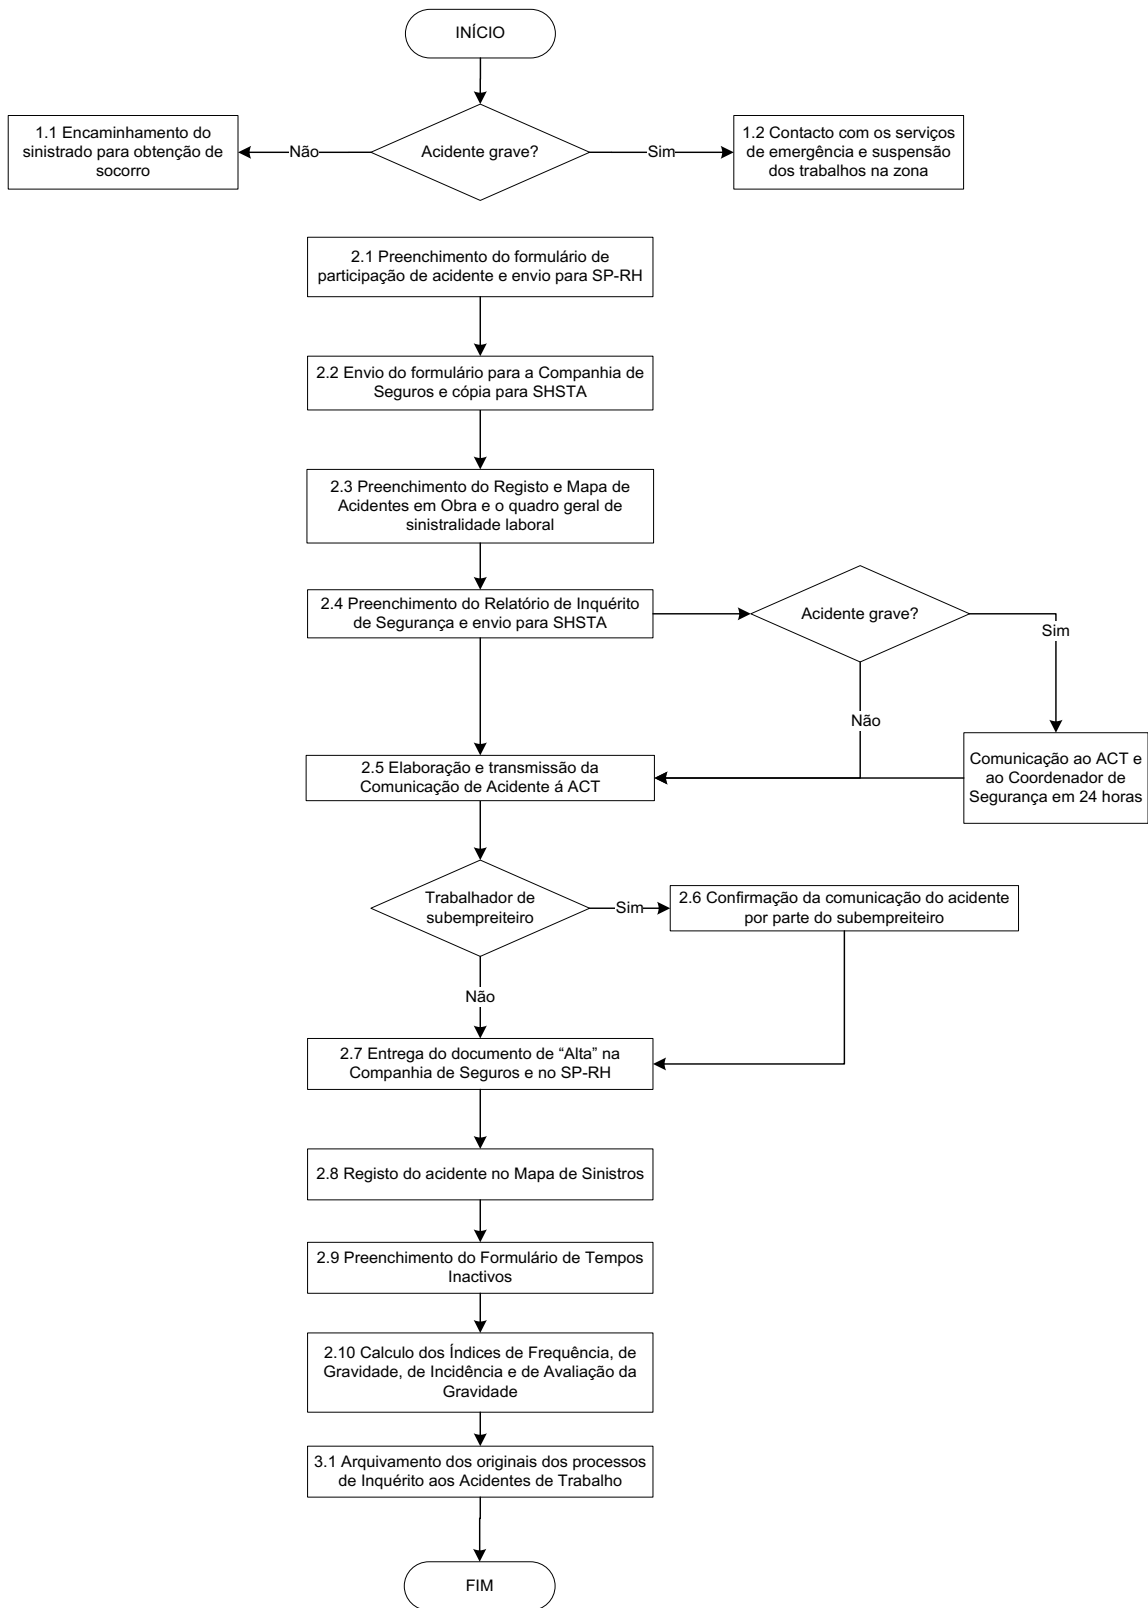 INÍCIO
1.1 Encaminhamento do
sinistrado para obtenção de
socorro
Não
Acidente grave?
Sim
1.2 Contacto com os serviços
de emergência e suspensão
dos trabalhos na zona
2.1 Preenchimento do formulário de
participação de acidente e envio para SP-RH
2.2 Envio do formulário para a Companhia de
Seguros e cópia para SHSTA
2.3 Preenchimento do Registo e Mapa de
Acidentes em Obra e o quadro geral de
sinistralidade laboral
2.4 Preenchimento do Relatório de Inquérito
de Segurança e envio para SHSTA
Acidente grave?
Sim
Não
Comunicação ao ACT e
ao Coordenador de
Segurança em 24 horas
2.5 Elaboração e transmissão da
Comunicação de Acidente á ACT
Trabalhador de
subempreiteiro
Sim
2.6 Confirmação da comunicação do acidente
por parte do subempreiteiro
Não
2.7 Entrega do documento de “Alta” na
Companhia de Seguros e no SP-RH
2.8 Registo do acidente no Mapa de Sinistros
2.9 Preenchimento do Formulário de Tempos
Inactivos
2.10 Calculo dos Índices de Frequência, de
Gravidade, de Incidência e de Avaliação da
Gravidade
3.1 Arquivamento dos originais dos processos
de Inquérito aos Acidentes de Trabalho
FIM